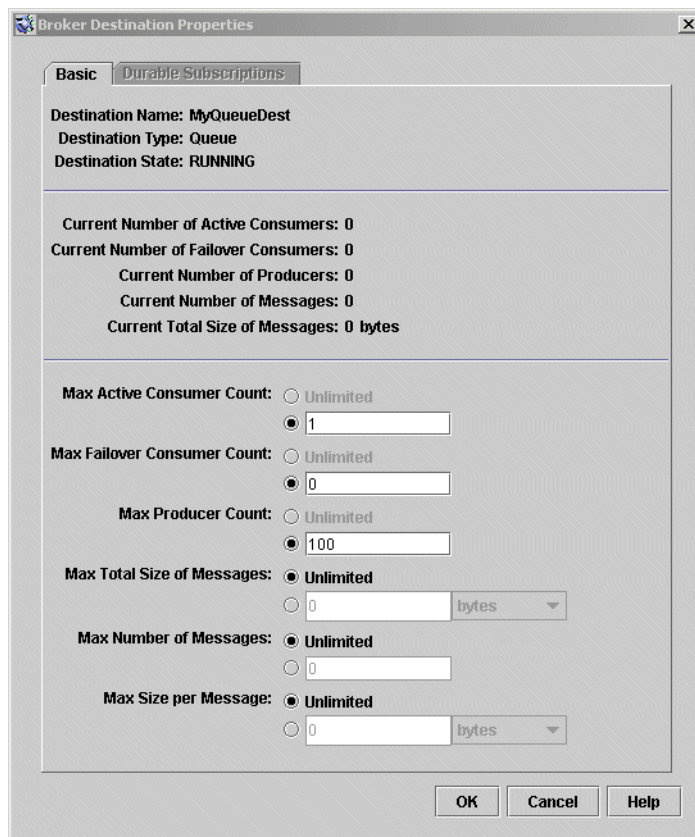 Broker Destination Properties
Basic Durable Subscriptions
Destination Name: MyQueueDest
Destination Type: Queue
Destination State: RUNNING
Current Number of Active Consumers: 0
Current Number of Failover Consumers: 0
Current Number of Producers: 0
Current Number of Messages: 0
Current Total Size of Messages: 0 bytes
Max Active Consumer Count: Unlimited
1
Max Failover Consumer Count: Unlimited
0
Max Producer Count: Unlimited
100
Max Total Size of Messages: Unlimited
0 bytes
Max Number of Messages: Unlimited
0
Max Size per Message: Unlimited
0 bytes
OK Cancel Help